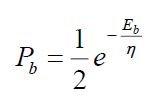 P_b = \frac{1}{2} e^{-\frac{E_b}{\eta}}